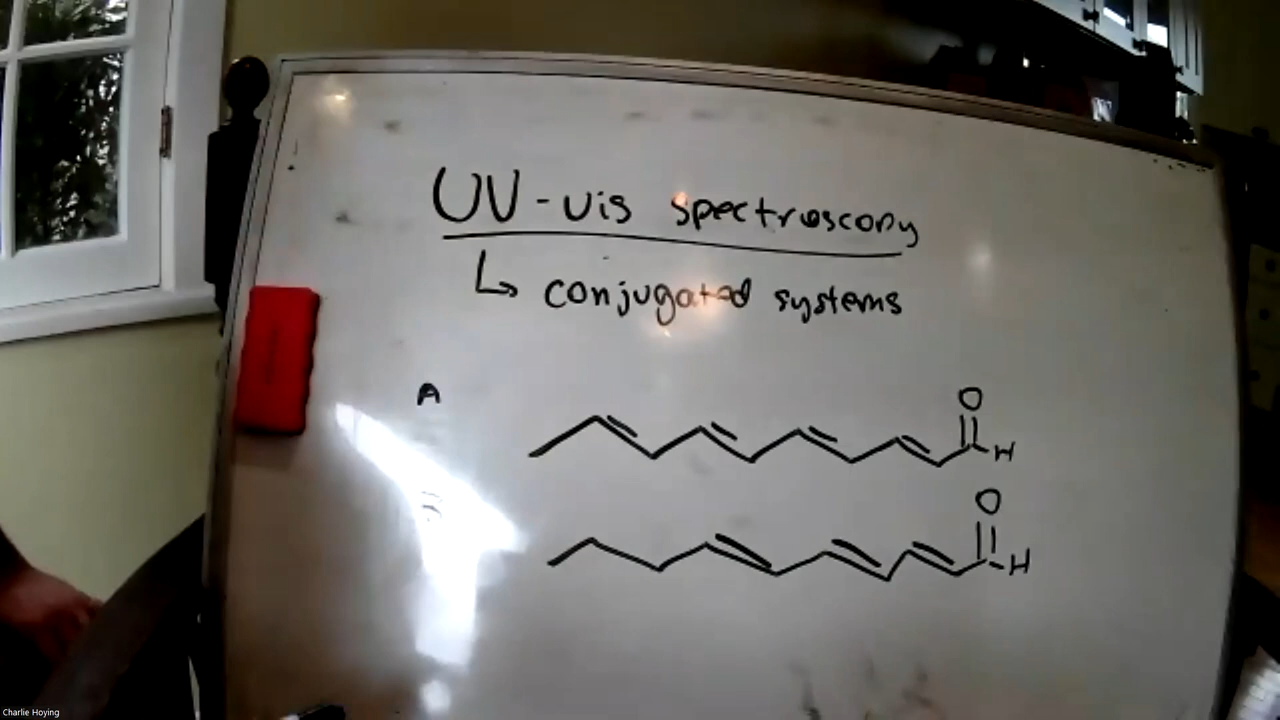 UV-vis spectroscopy
↳ conjugated systems
A
O
H
B
O
H
Charlie Hoying